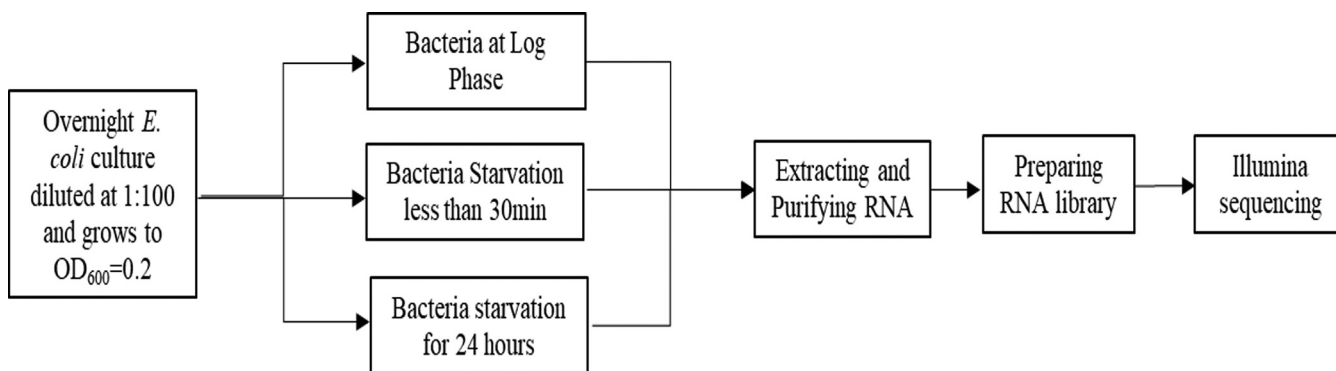 Overnight E.
coli culture
diluted at 1:100
and grows to
OD₆₀₀=0.2
Bacteria at Log
Phase
Bacteria Starvation
less than 30min
Bacteria starvation
for 24 hours
Extracting and
Purifying RNA
Preparing
RNA library
Illumina
sequencing